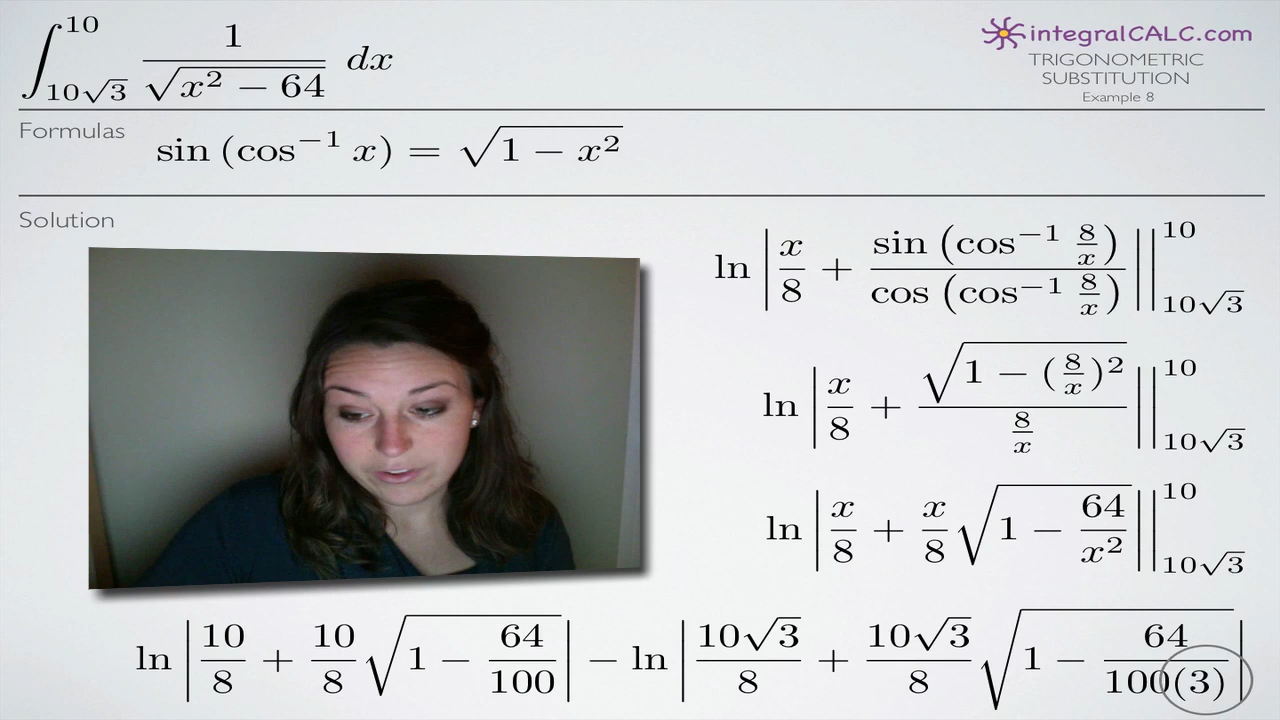 ∫_{10√3}^{10} 1/√(x² − 64) dx
integralCALC.com
TRIGONOMETRIC
SUBSTITUTION
Example 8
Formulas
sin (cos⁻¹ x) = √(1 − x²)
Solution
ln |x/8 + sin (cos⁻¹ 8/x)/cos (cos⁻¹ 8/x)| |_{10√3}^{10}
ln |x/8 + √(1 − (8/x)²)/(8/x)| |_{10√3}^{10}
ln |x/8 + x/8 √(1 − 64/x²)| |_{10√3}^{10}
ln |10/8 + 10/8 √(1 − 64/100)| − ln |10√3/8 + 10√3/8 √(1 − 64/100(3))|